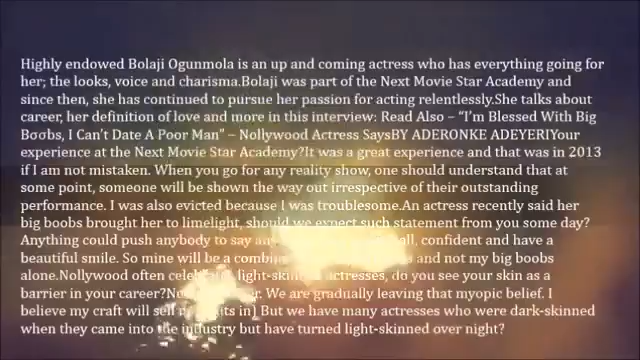 Highly endowed Bolaji Ogunmola is an up and coming actress who has everything going for
her; the looks, voice and charisma.Bolaji was part of the Next Movie Star Academy and
since then, she has continued to pursue her passion for acting relentlessly.She talks about
career, her definition of love and more in this interview: Read Also – “I’m Blessed With Big
Bσσbs, I Can’t Date A Poor Man” – Nollywood Actress SaysBY ADERONKE ADEYERIYour
experience at the Next Movie Star Academy?It was a great experience and that was in 2013
if I am not mistaken. When you go for any reality show, one should understand that at
some point, someone will be shown the way out irrespective of their outstanding
performance. I was also evicted because I was troublesome.An actress recently said her
big boobs brought her to limelight, should we expect such statement from you some day?
Anything could push anybody to say confident and have a
beautiful smile. So mine will be a and not my big boobs
alone.Nollywood often light-skinned actresses, do you see your skin as a
barrier in your career? We are gradually leaving that myopic belief. I
believe my craft will sell in] But we have many actresses who were dark-skinned
when they came into the industry but have turned light-skinned over night?